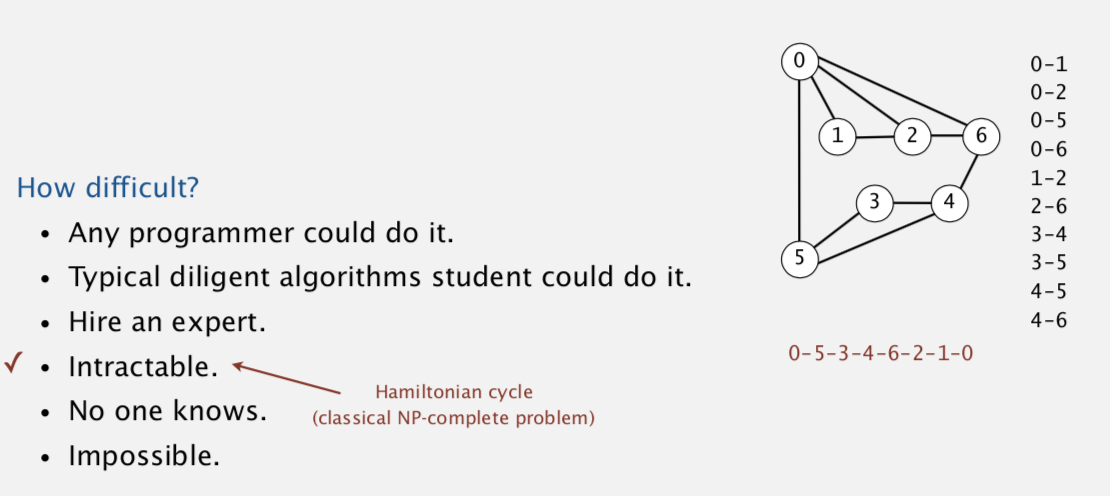 How difficult?
• Any programmer could do it.
• Typical diligent algorithms student could do it.
• Hire an expert.
✓ • Intractable.
Hamiltonian cycle
(classical NP-complete problem)
• No one knows.
• Impossible.
0
1
2
6
3
4
5
0-1
0-2
0-5
0-6
1-2
2-6
3-4
3-5
4-5
4-6
0-5-3-4-6-2-1-0